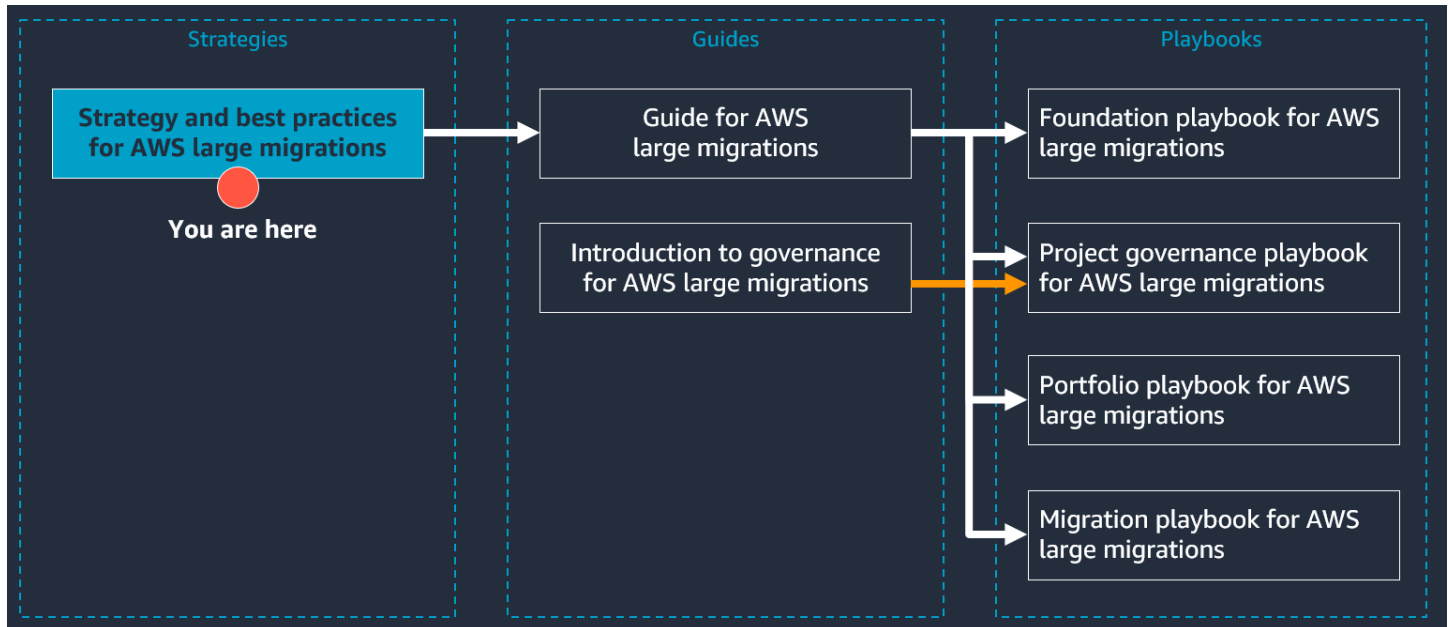 Strategies
Strategy and best practices
for AWS large migrations
You are here
Guides
Guide for AWS
large migrations
Introduction to governance
for AWS large migrations
Playbooks
Foundation playbook for AWS
large migrations
Project governance playbook
for AWS large migrations
Portfolio playbook for AWS
large migrations
Migration playbook for AWS
large migrations